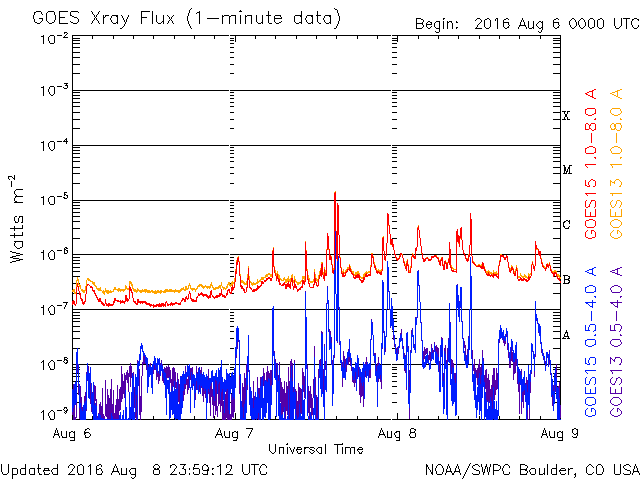 GOES Xray Flux (1-minute data)
Begin: 2016 Aug 6 0000 UTC
10⁻²
10⁻³
10⁻⁴
10⁻⁵
10⁻⁶
10⁻⁷
10⁻⁸
10⁻⁹
Watts m⁻²
X
M
C
B
A
GOES15 1.0-8.0 A
GOES13 1.0-8.0 A
GOES15 0.5-4.0 A
GOES13 0.5-4.0 A
Aug 6 Aug 7 Aug 8 Aug 9
Universal Time
Updated 2016 Aug 8 23:59:12 UTC
NOAA/SWPC Boulder, CO USA